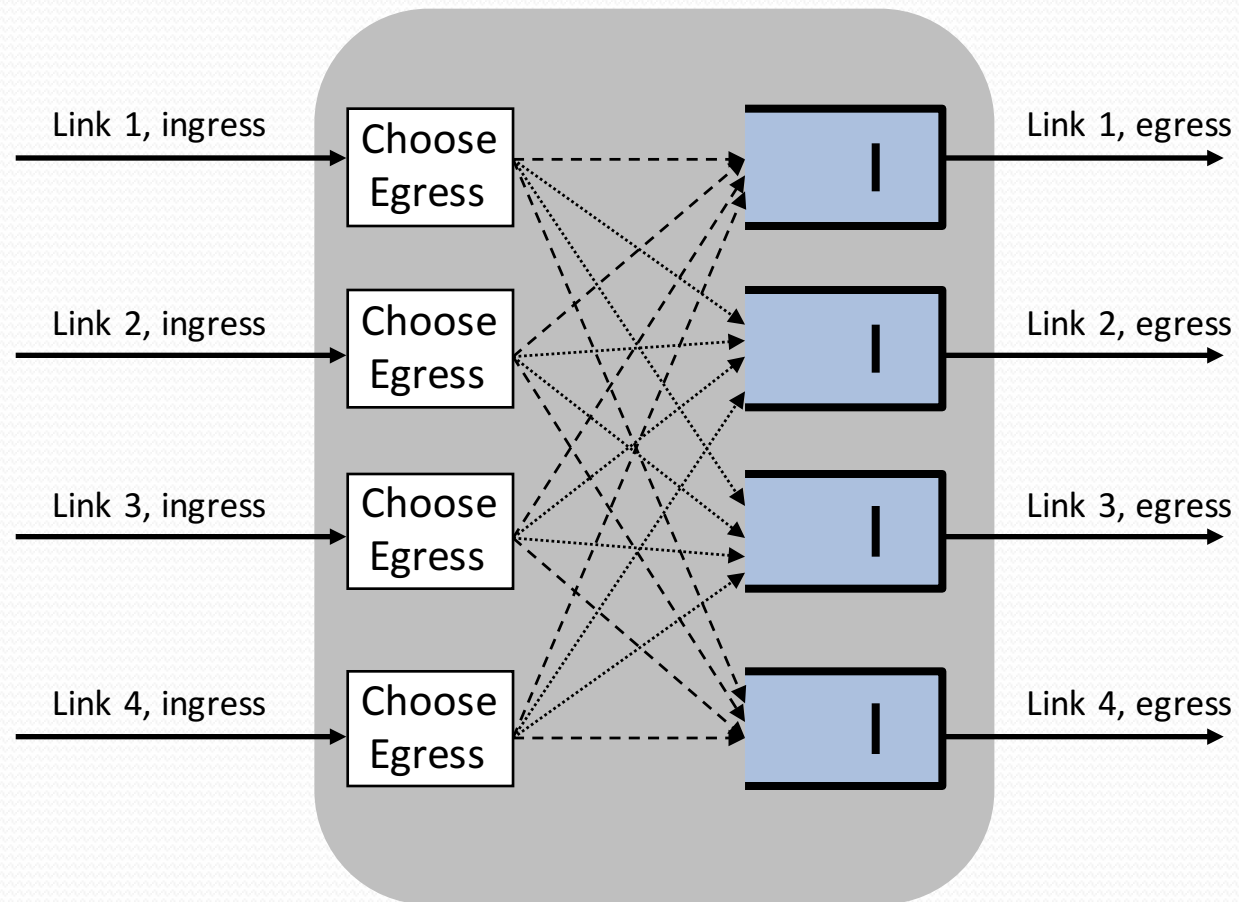 Link 1, ingress
Choose
Egress
Link 1, egress
Link 2, ingress
Choose
Egress
Link 2, egress
Link 3, ingress
Choose
Egress
Link 3, egress
Link 4, ingress
Choose
Egress
Link 4, egress